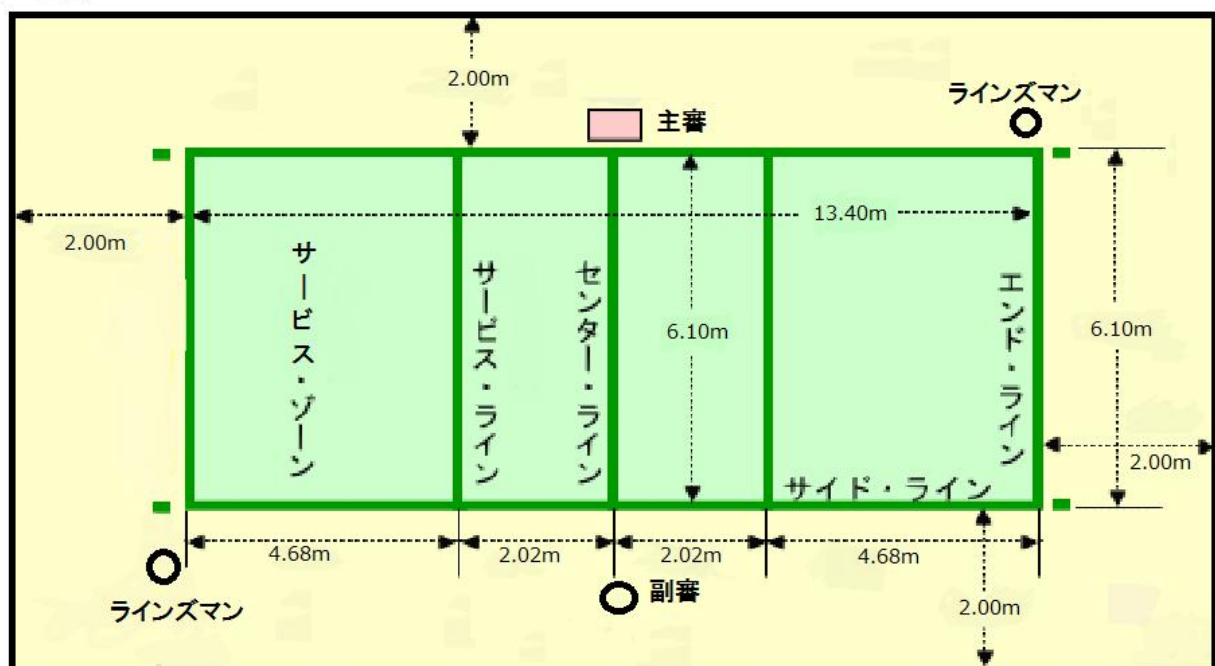 2.00m
ラインズマン
主審
13.40m
2.00m
サービス・ゾーン
サービス・ライン
センター・ライン
6.10m
エンド・ライン
6.10m
2.00m
サイド・ライン
4.68m
2.02m
2.02m
4.68m
ラインズマン
副審
2.00m